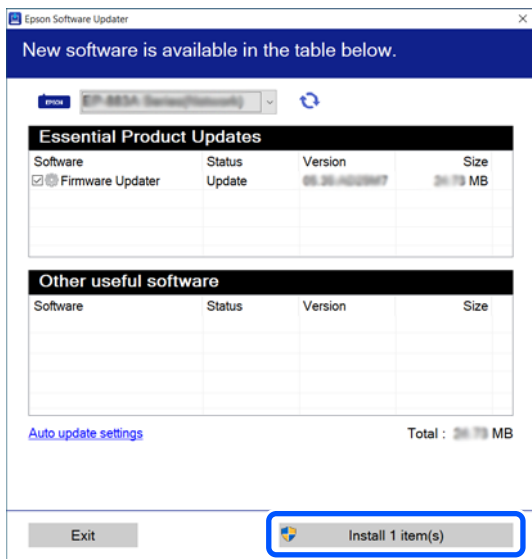 Epson Software Updater
New software is available in the table below.
EPSON
Essential Product Updates
Software Status Version Size
Firmware Updater Update MB
Other useful software
Software Status Version Size
Auto update settings Total : MB
Exit Install 1 item(s)